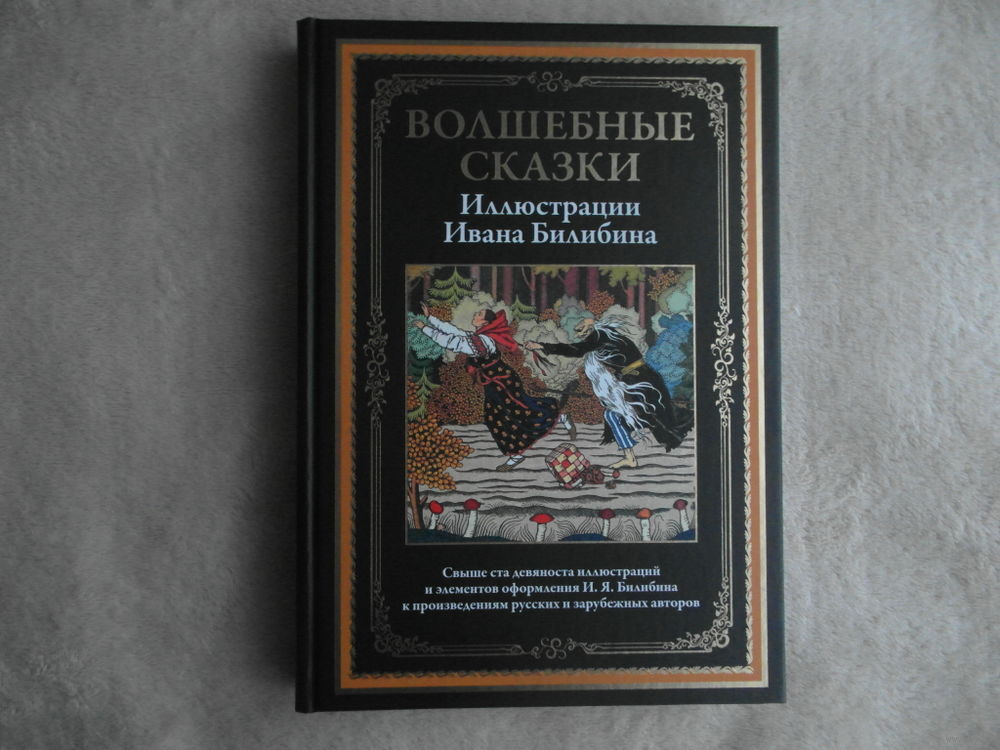 ВОЛШЕБНЫЕ
СКАЗКИ
Иллюстрации
Ивана Билибина
Свыше ста девяноста иллюстраций
и элементов оформления И. Я. Билибина
к произведениям русских и зарубежных авторов